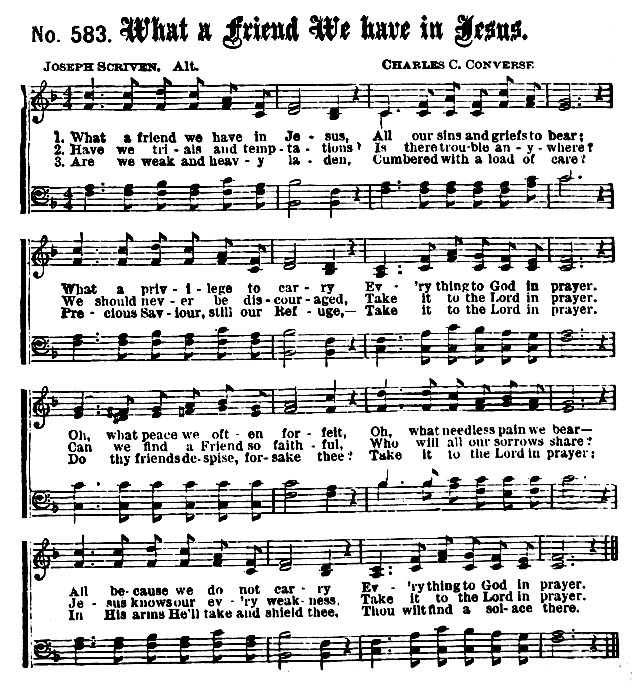 No. 583. What a Friend We have in Jesus.
JOSEPH SCRIVEN, Alt. CHARLES C. CONVERSE
1. What a friend we have in Je - sus, All our sins and griefs to bear;
2. Have we tri - als and temp - ta - tions? Is there trou-ble an - y - where?
3. Are we weak and heav - y la - den, Cumbered with a load of care?
What a priv - i - lege to car - ry Ev - 'ry thing to God in prayer.
We should nev - er be dis - cour - aged, Take it to the Lord in prayer.
Pre - cious Sav - iour, still our Ref - uge,— Take it to the Lord in prayer.
Oh, what peace we oft - en for - feit, Oh, what needless pain we bear—
Can we find a Friend so faith - ful, Who will all our sorrows share?
Do thy friends de - spise, for - sake thee? Take it to the Lord in prayer;
All be - cause we do not car - ry Ev - 'ry thing to God in prayer.
Je - sus knows our ev - 'ry weak - ness, Take it to the Lord in prayer.
In His arms He'll take and shield thee, Thou wilt find a sol - ace there.